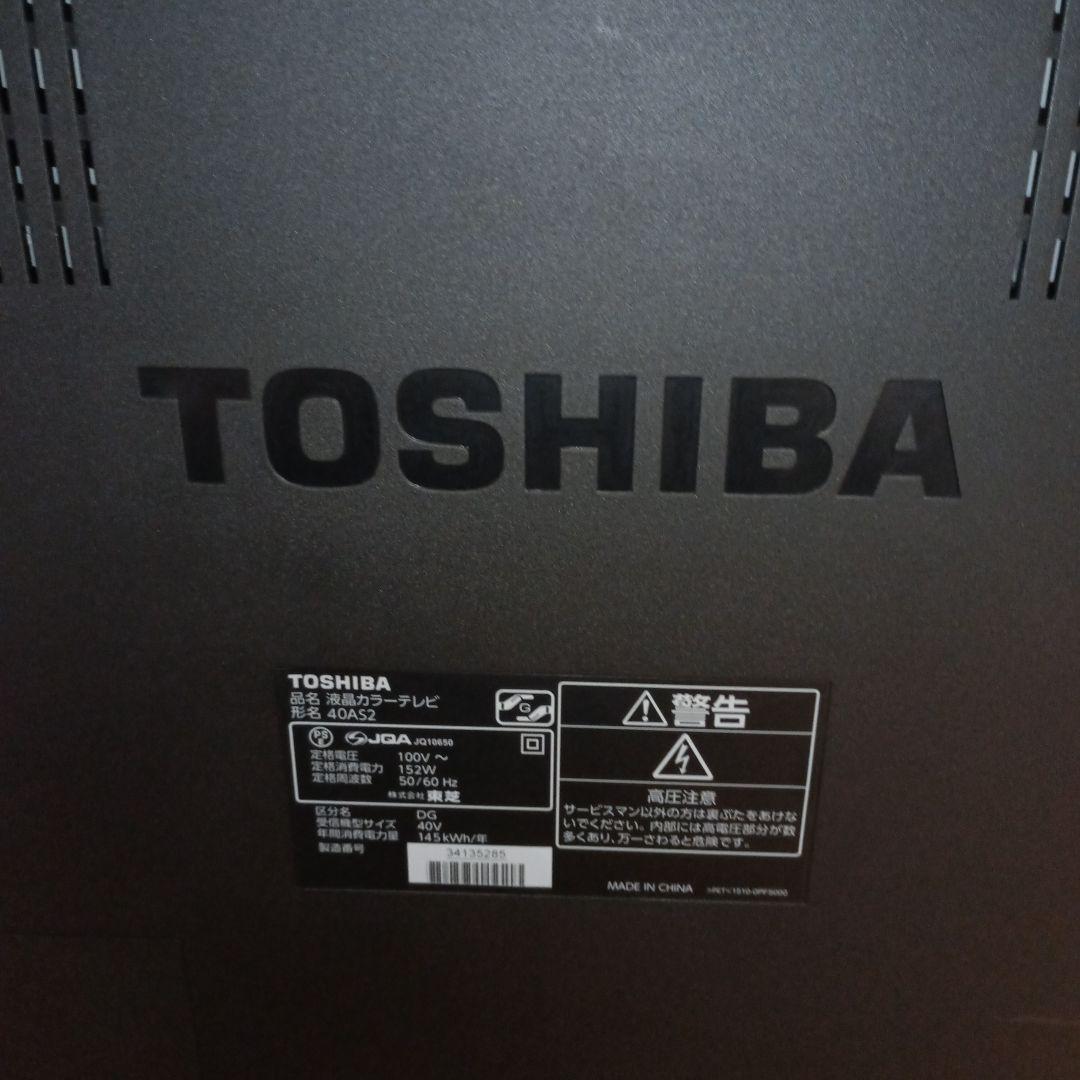 TOSHIBA
TOSHIBA
品名 液晶カラーテレビ
形名 40AS2
G
PS E
JQA JQ10650
定格電圧 100V ～
定格消費電力 152W
定格周波数 50/60 Hz
株式会社 東芝
区分名 DG
受信機型サイズ 40V
年間消費電力量 145kWh/年
製造番号 34135285
警告
高圧注意
サービスマン以外の方は裏ぶたをあけな
いでください。内部には高電圧部分が数
多くあり、万一さわると危険です。
MADE IN CHINA